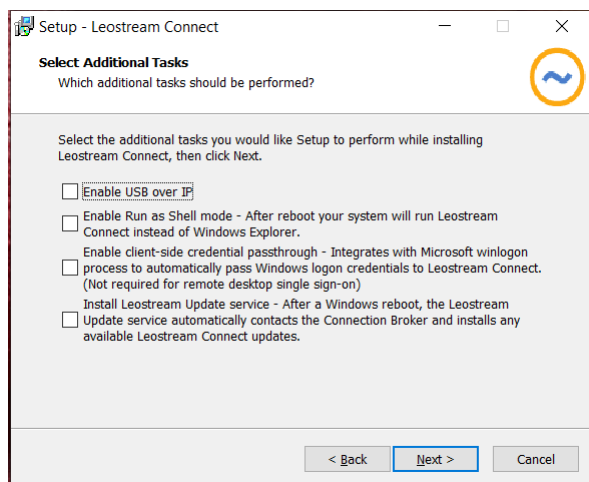 Setup - Leostream Connect
Select Additional Tasks
Which additional tasks should be performed?
Select the additional tasks you would like Setup to perform while installing
Leostream Connect, then click Next.
Enable USB over IP
Enable Run as Shell mode - After reboot your system will run Leostream
Connect instead of Windows Explorer.
Enable client-side credential passthrough - Integrates with Microsoft winlogon
process to automatically pass Windows logon credentials to Leostream Connect.
(Not required for remote desktop single sign-on)
Install Leostream Update service - After a Windows reboot, the Leostream
Update service automatically contacts the Connection Broker and installs any
available Leostream Connect updates.
< Back
Next >
Cancel